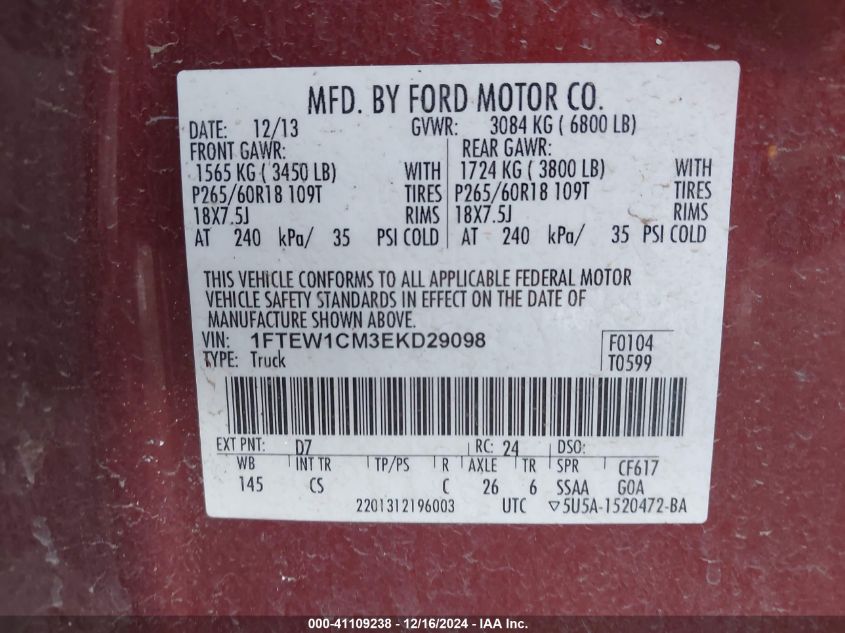 MFD. BY FORD MOTOR CO.
DATE: 12/13 GVWR: 3084 KG ( 6800 LB)
FRONT GAWR: REAR GAWR:
1565 KG ( 3450 LB) WITH 1724 KG ( 3800 LB) WITH
P265/60R18 109T TIRES P265/60R18 109T TIRES
18X7.5J RIMS 18X7.5J RIMS
AT 240 kPa/ 35 PSI COLD AT 240 kPa/ 35 PSI COLD
THIS VEHICLE CONFORMS TO ALL APPLICABLE FEDERAL MOTOR
VEHICLE SAFETY STANDARDS IN EFFECT ON THE DATE OF
MANUFACTURE SHOWN ABOVE.
VIN: 1FTEW1CM3EKD29098 F0104
TYPE: Truck T0599
EXT PNT: D7 RC: 24 DSO:
WB INT TR TP/PS R AXLE TR SPR CF617
145 CS C 26 6 SSAA GOA
2201312196003 UTC ▽5U5A-1520472-BA
000-41109238 - 12/16/2024 - IAA Inc.